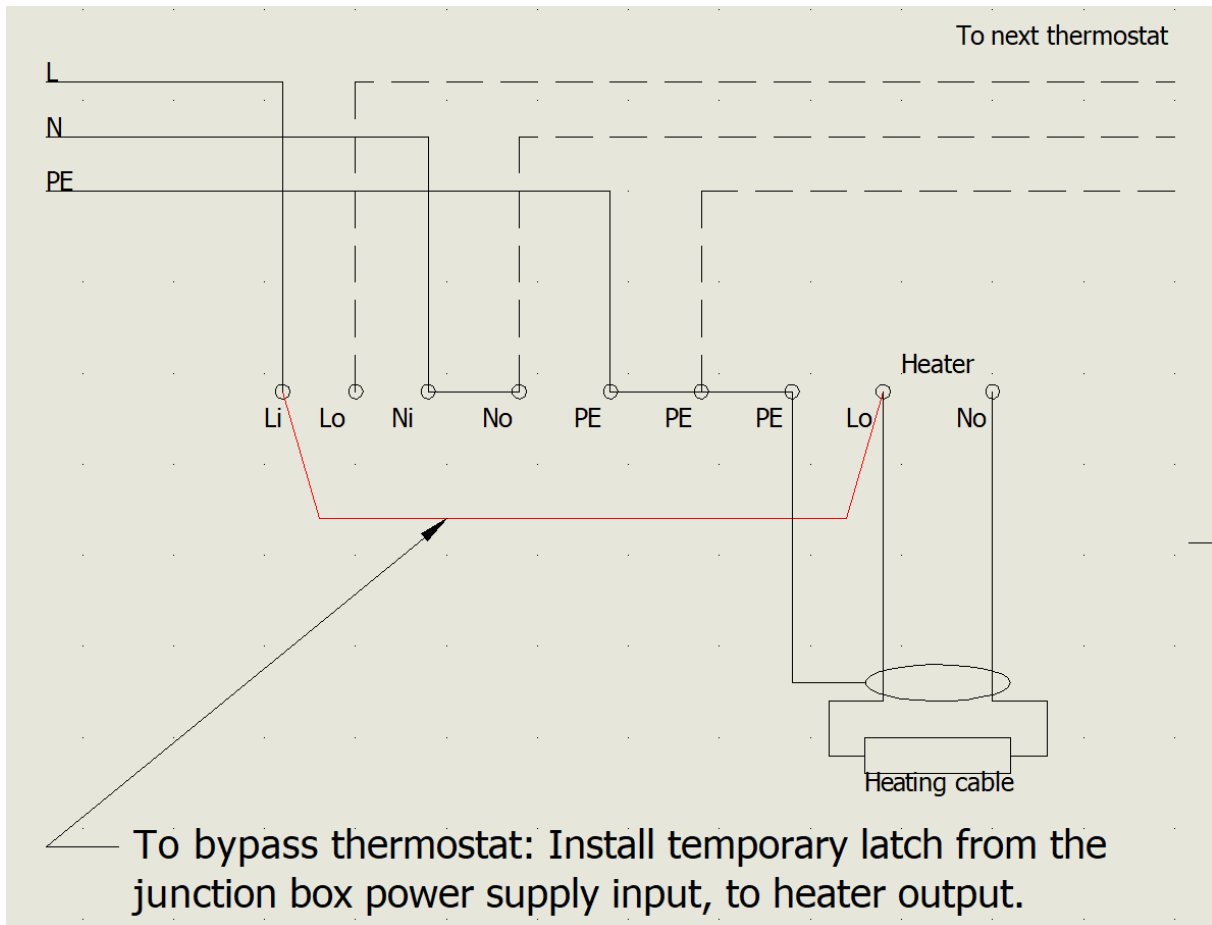 To next thermostat
L
N
PE
Heater
Li Lo Ni No PE PE PE Lo No
Heating cable
To bypass thermostat: Install temporary latch from the
junction box power supply input, to heater output.